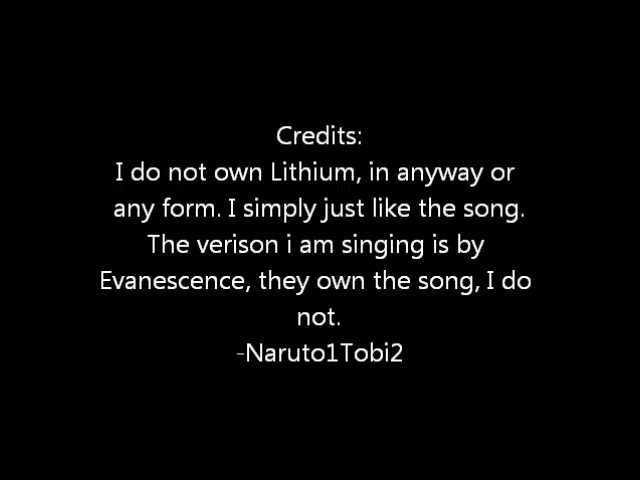 Credits:
I do not own Lithium, in anyway or
any form. I simply just like the song.
The verison i am singing is by
Evanescence, they own the song, I do
not.
-Naruto1Tobi2